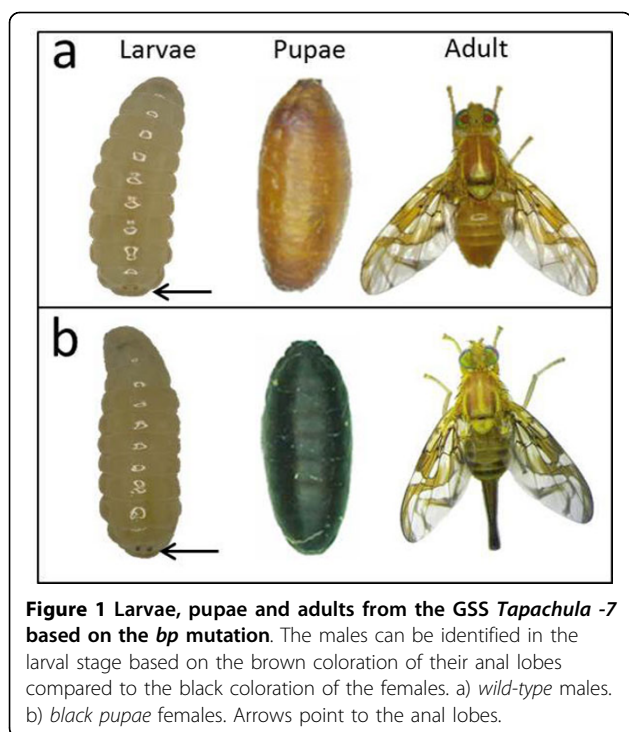 a
Larvae Pupae Adult
b
Figure 1 Larvae, pupae and adults from the GSS Tapachula -7
based on the bp mutation. The males can be identified in the
larval stage based on the brown coloration of their anal lobes
compared to the black coloration of the females. a) wild-type males.
b) black pupae females. Arrows point to the anal lobes.